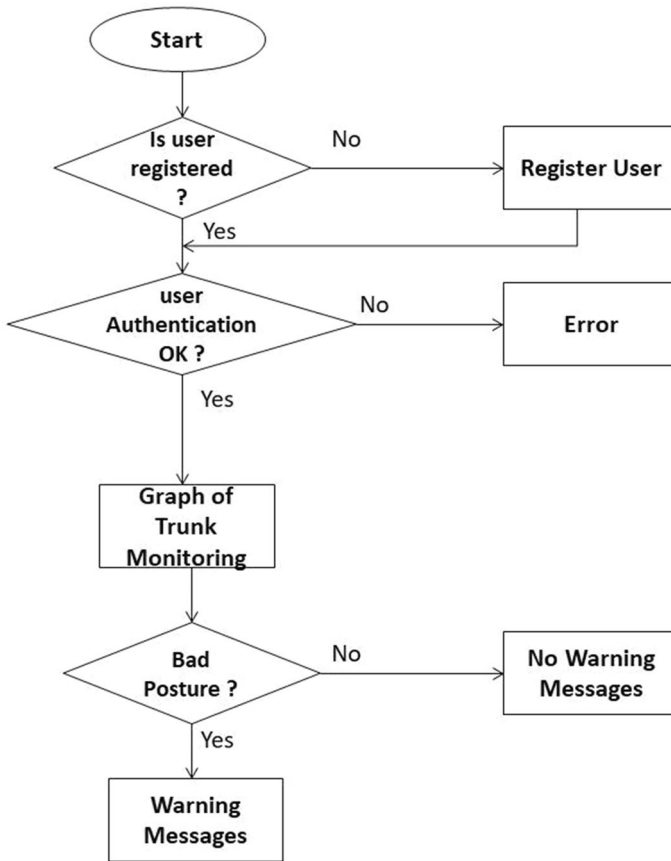 Start
Is user
registered
?
No
Register User
Yes
user
Authentication
OK ?
No
Error
Yes
Graph of
Trunk
Monitoring
Bad
Posture ?
No
No Warning
Messages
Yes
Warning
Messages